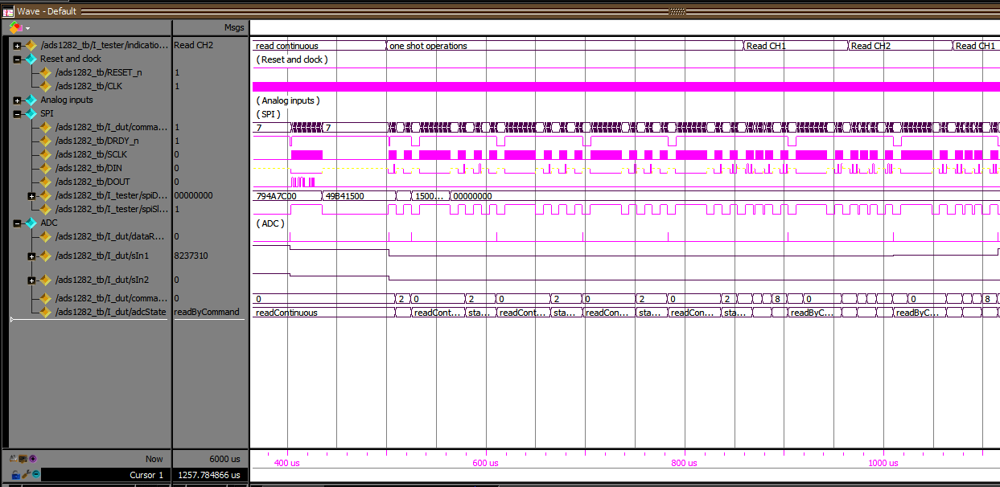 Wave - Default
Msgs
/ads1282_tb/I_tester/indicatio... Read CH2 read continuous one shot operations Read CH1 Read CH2 Read CH1
Reset and clock ( Reset and clock )
/ads1282_tb/RESET_n 1
/ads1282_tb/CLK 1
Analog inputs ( Analog inputs )
SPI ( SPI )
/ads1282_tb/I_dut/comma... 1 7 7
/ads1282_tb/DRDY_n 1
/ads1282_tb/SCLK 0
/ads1282_tb/DIN 0
/ads1282_tb/DOUT 0
/ads1282_tb/I_tester/spiD... 00000000 794A7C00 49B41500 1500... 00000000
/ads1282_tb/I_tester/spiSl... 1
ADC ( ADC )
/ads1282_tb/I_dut/dataR... 0
/ads1282_tb/I_dut/sIn1 8237310
/ads1282_tb/I_dut/sIn2 0
/ads1282_tb/I_dut/comma... 0 0 2 0 2 0 2 0 2 0 2 8 0 0 8
/ads1282_tb/I_dut/adcState readByCommand readContinuous readCont... sta... readCont... sta... readCon... sta... readCon... sta... readByC... readByC...
Now 6000 us 400 us 600 us 800 us 1000 us
Cursor 1 1257.784866 us